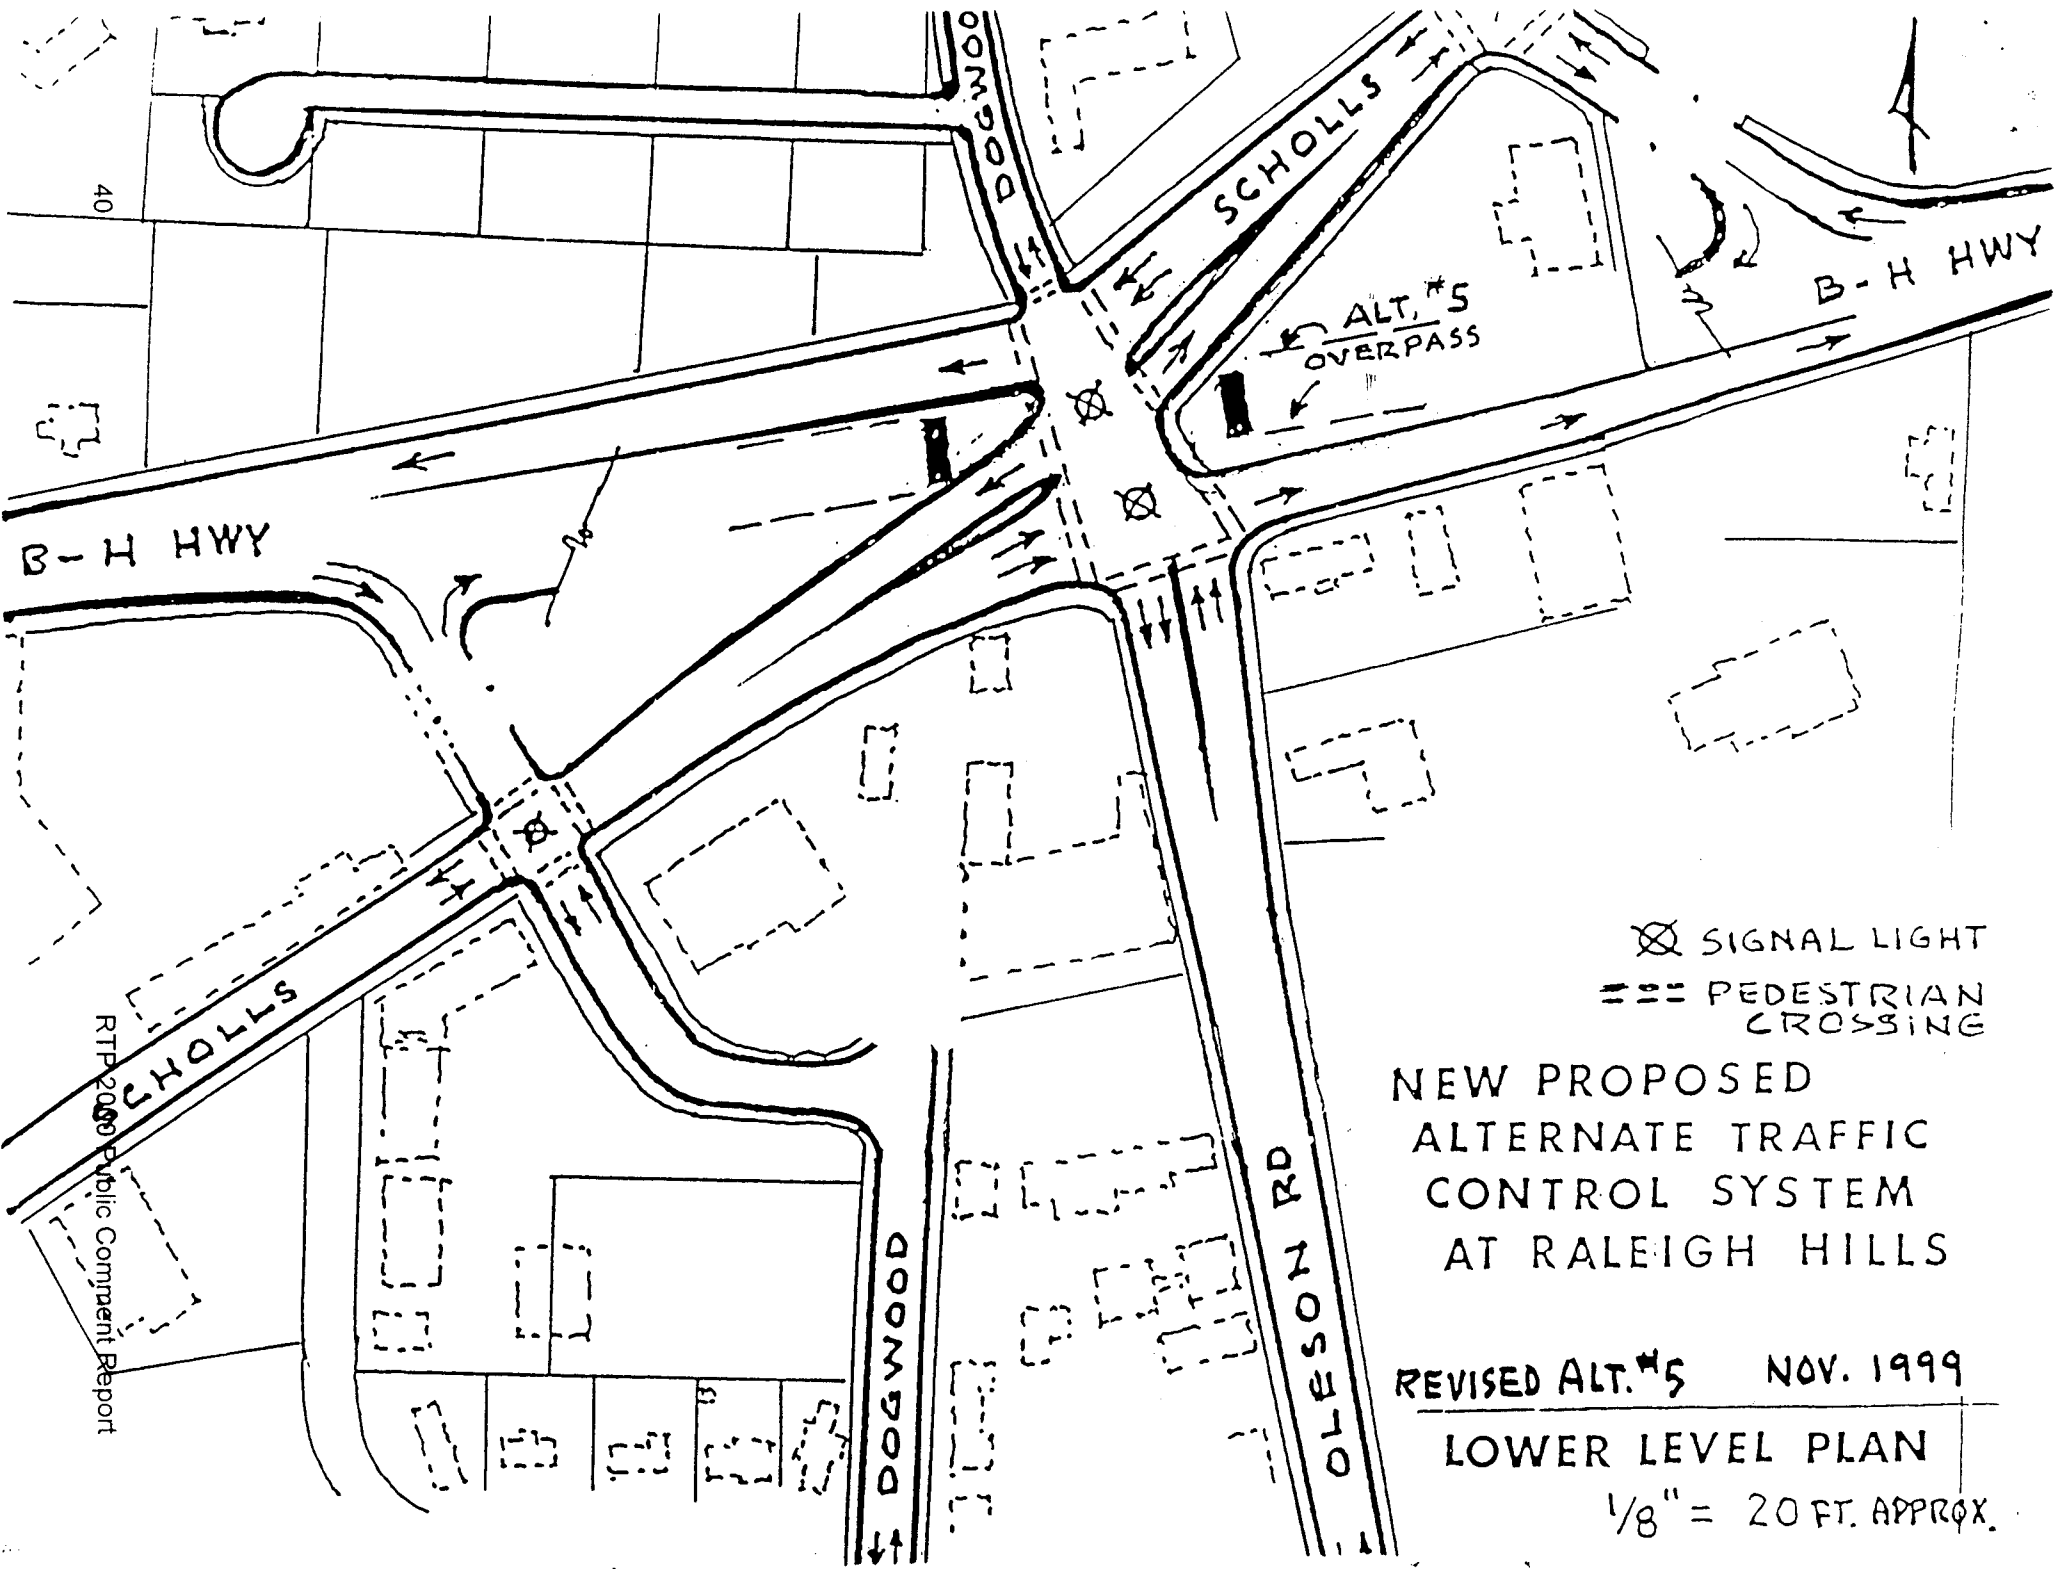 DOGWOOD
SCHOLLS
B-H HWY
ALT. #5
OVERPASS
B-H HWY
40
SIGNAL LIGHT
PEDESTRIAN
CROSSING
SCHOLLS
RTP 2000 Public Comment Report
NEW PROPOSED
ALTERNATE TRAFFIC
CONTROL SYSTEM
AT RALEIGH HILLS
OLESON RD
DOGWOOD
REVISED ALT. #5 NOV. 1999
LOWER LEVEL PLAN
1/8" = 20 FT. APPROX.